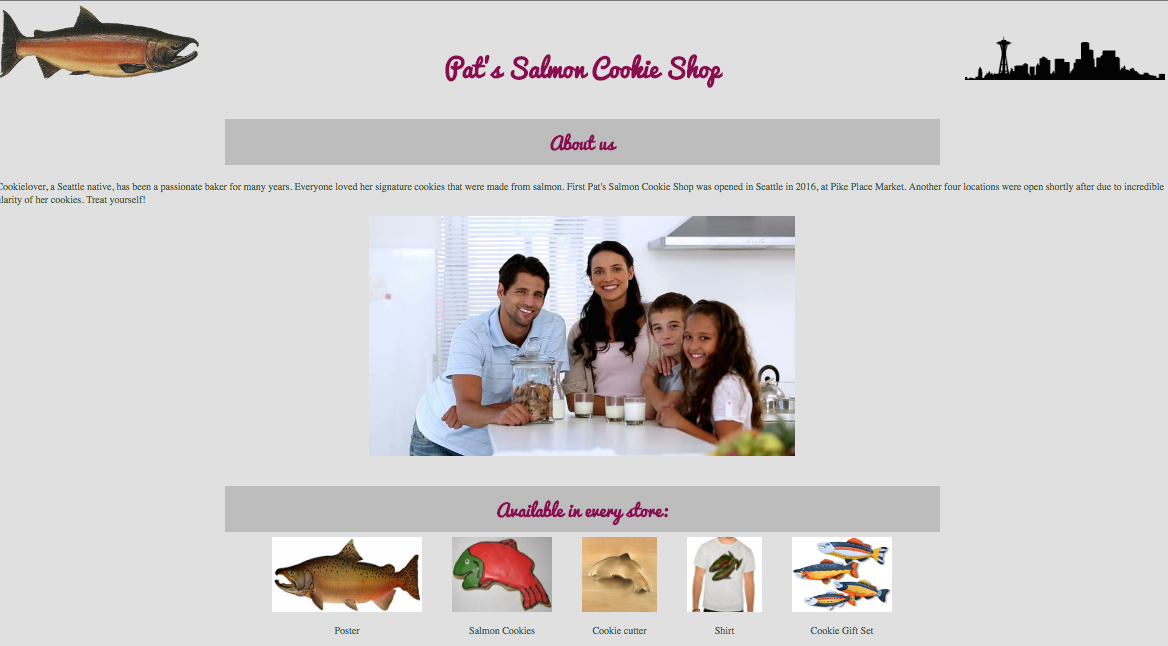 Pat's Salmon Cookie Shop
About us
Cookielover, a Seattle native, has been a passionate baker for many years. Everyone loved her signature cookies that were made from salmon. First Pat's Salmon Cookie Shop was opened in Seattle in 2016, at Pike Place Market. Another four locations were open shortly after due to incredible
larity of her cookies. Treat yourself!
Available in every store:
Poster
Salmon Cookies
Cookie cutter
Shirt
Cookie Gift Set